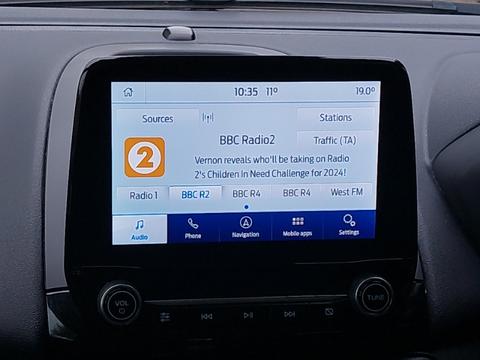 10:35 11° 19.0°
Sources Stations
BBC Radio2 Traffic (TA)
2
Vernon reveals who'll be taking on Radio
2's Children In Need Challenge for 2024!
Radio 1 BBC R2 BBC R4 BBC R4 West FM
Audio Phone Navigation Mobile apps Settings
VOL TUNE